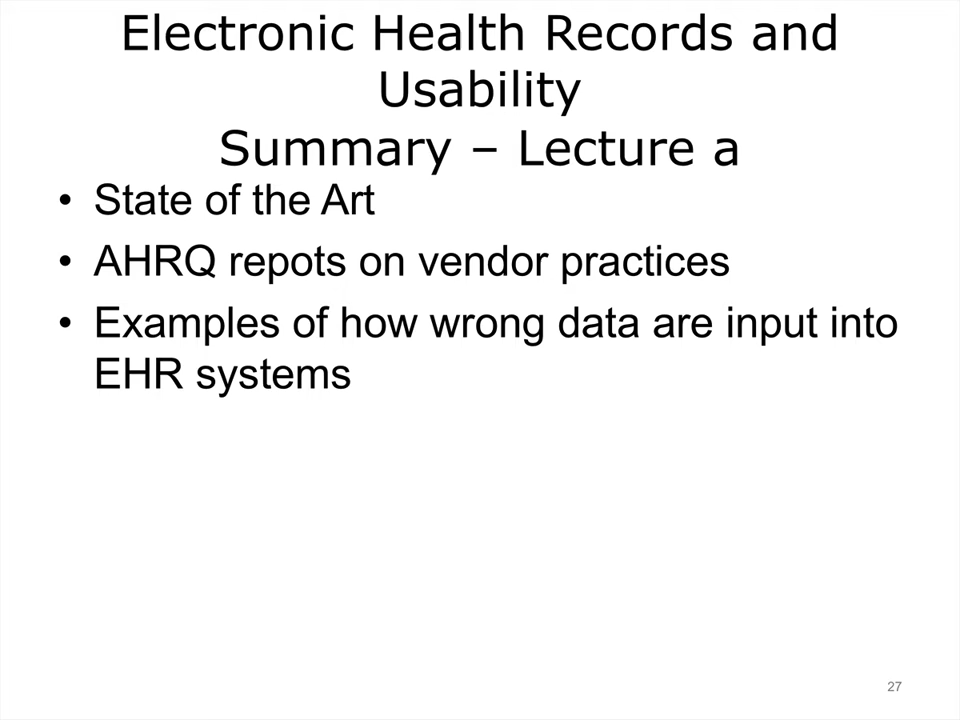 Electronic Health Records and
Usability
Summary – Lecture a
• State of the Art
• AHRQ repots on vendor practices
• Examples of how wrong data are input into
EHR systems
27